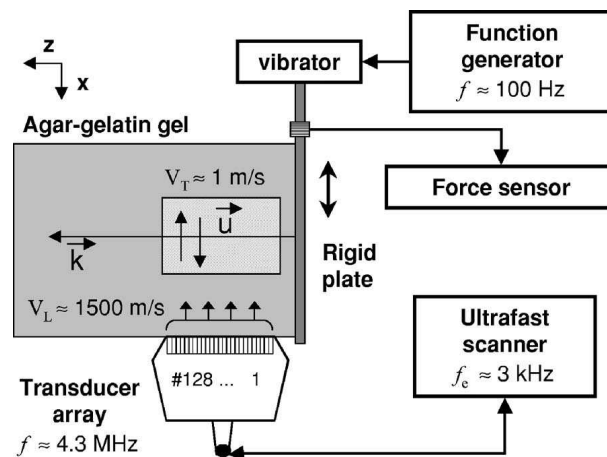 z
x
vibrator
Function
generator
f ≈ 100 Hz
Agar-gelatin gel
Force sensor
V_T ≈ 1 m/s
u
k
Rigid
plate
V_L ≈ 1500 m/s
#128 ... 1
Transducer
array
f ≈ 4.3 MHz
Ultrafast
scanner
f_e ≈ 3 kHz